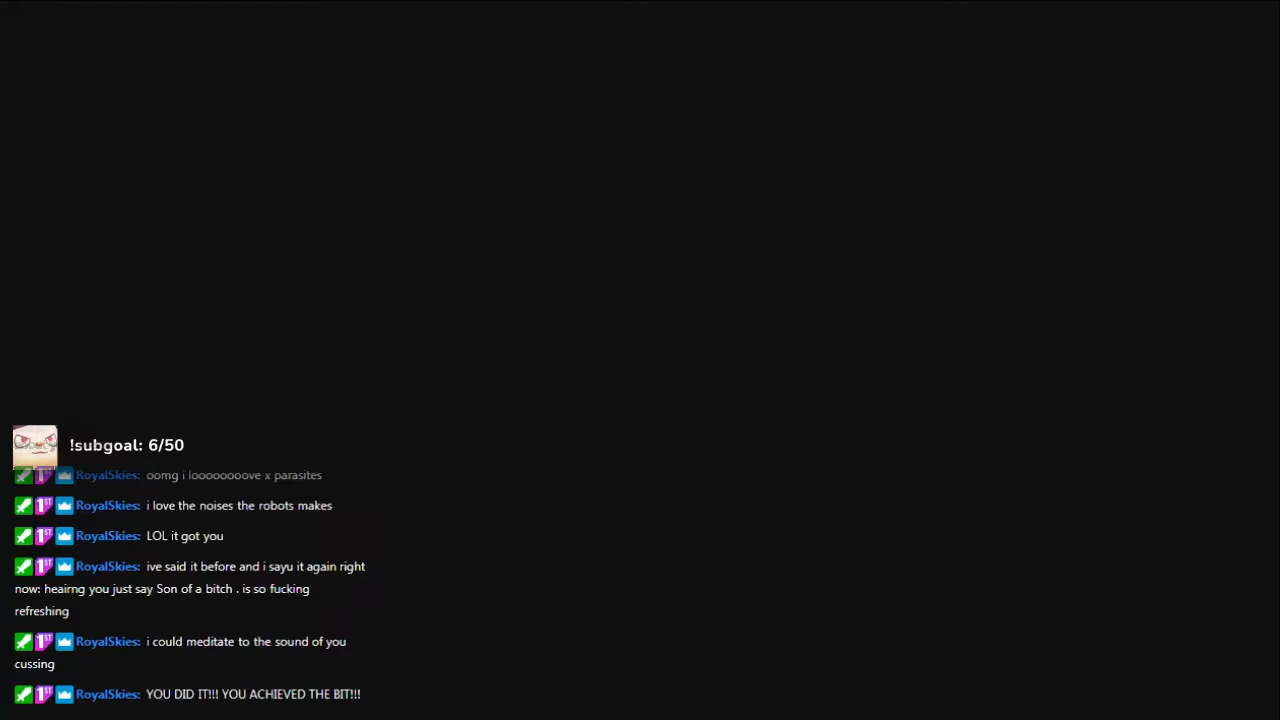 !subgoal: 6/50
RoyalSkies: oomg i loooooooove x parasites
RoyalSkies: i love the noises the robots makes
RoyalSkies: LOL it got you
RoyalSkies: ive said it before and i sayu it again right
now: heairng you just say Son of a bitch . is so fucking
refreshing
RoyalSkies: i could meditate to the sound of you
cussing
RoyalSkies: YOU DID IT!!! YOU ACHIEVED THE BIT!!!